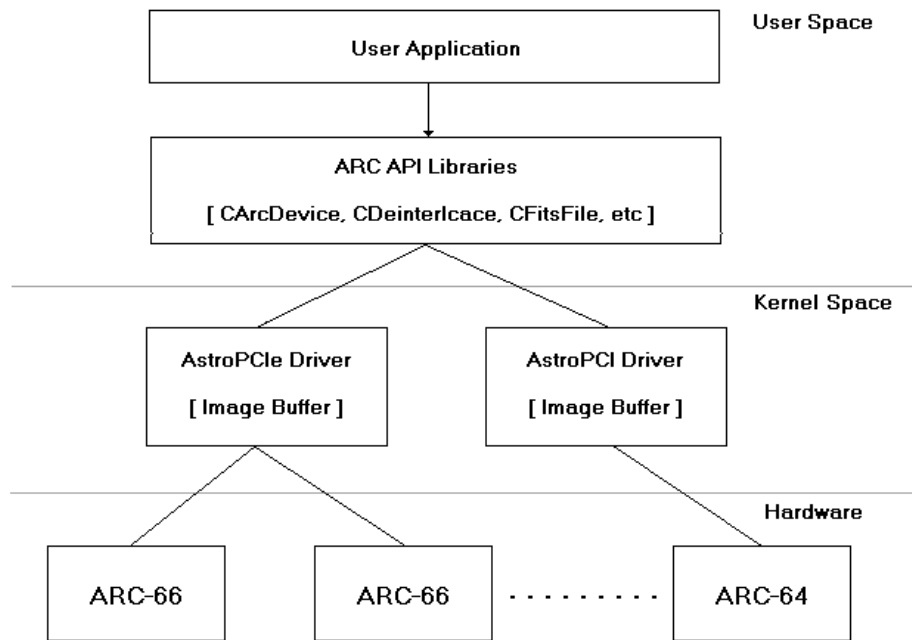 User Space
User Application
ARC API Libraries
[ CArcDevice, CDeinterlcace, CFitsFile, etc ]
Kernel Space
AstroPCIe Driver
[ Image Buffer ]
AstroPCI Driver
[ Image Buffer ]
Hardware
ARC-66
ARC-66
ARC-64